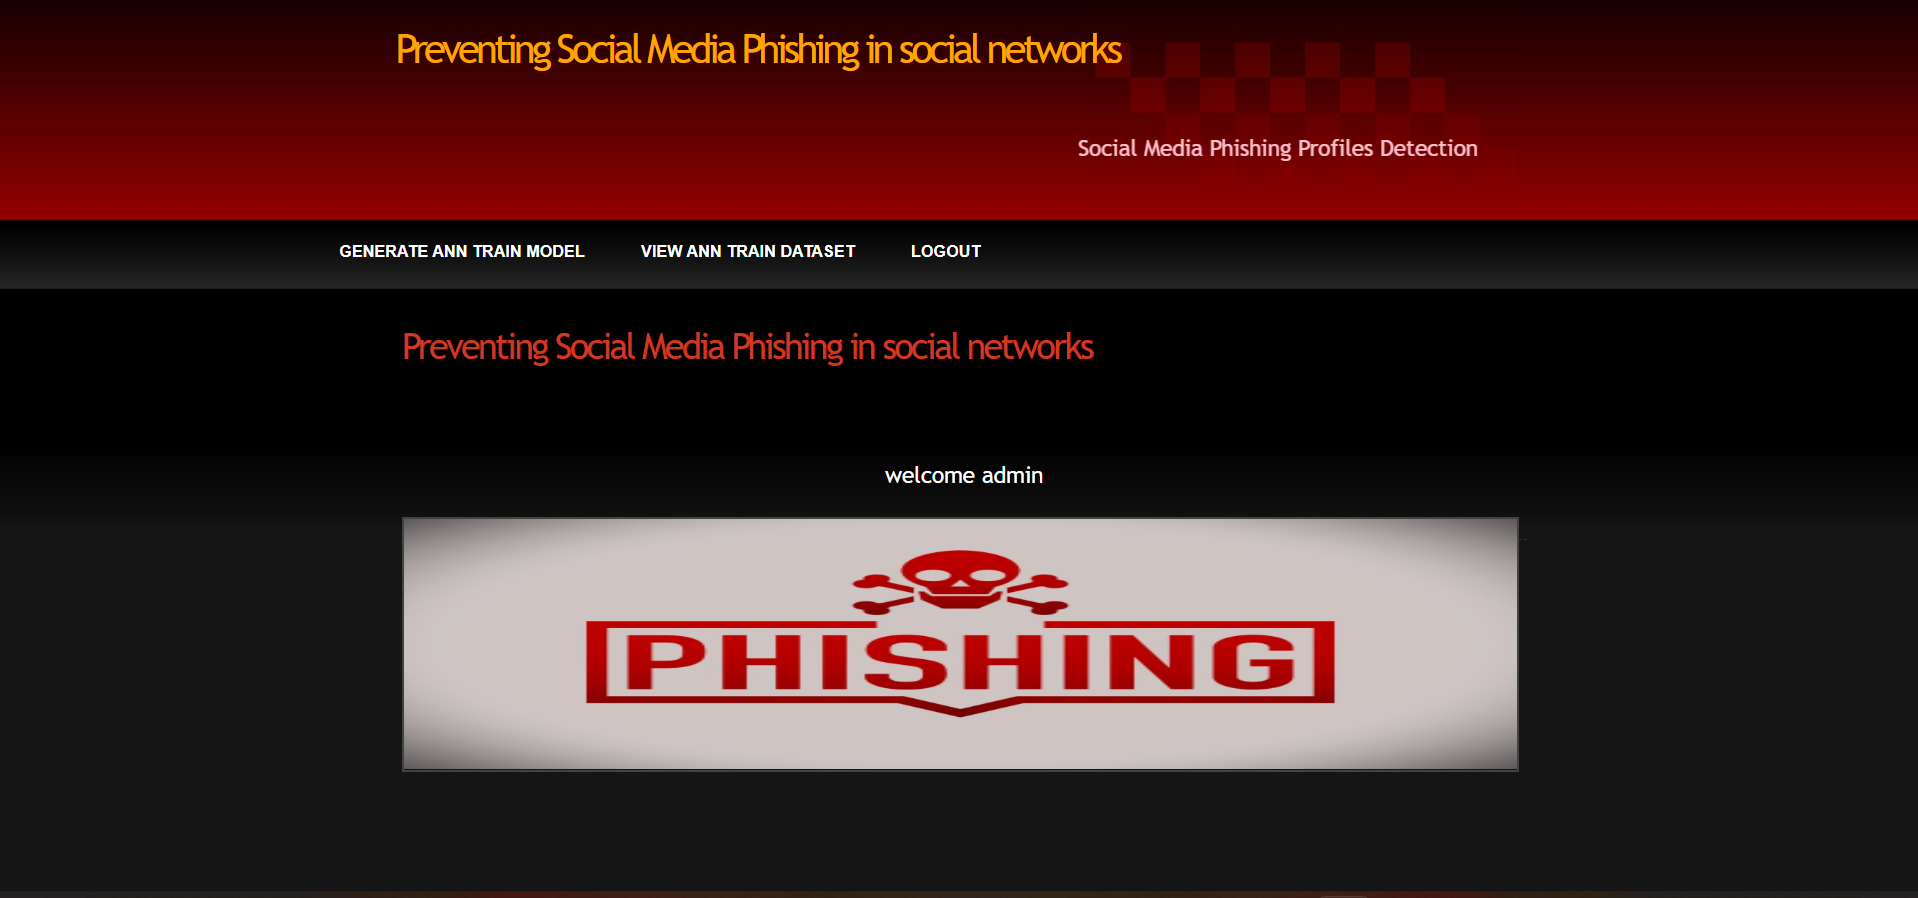 Preventing Social Media Phishing in social networks
Social Media Phishing Profiles Detection
GENERATE ANN TRAIN MODEL VIEW ANN TRAIN DATASET LOGOUT
Preventing Social Media Phishing in social networks
welcome admin
PHISHING